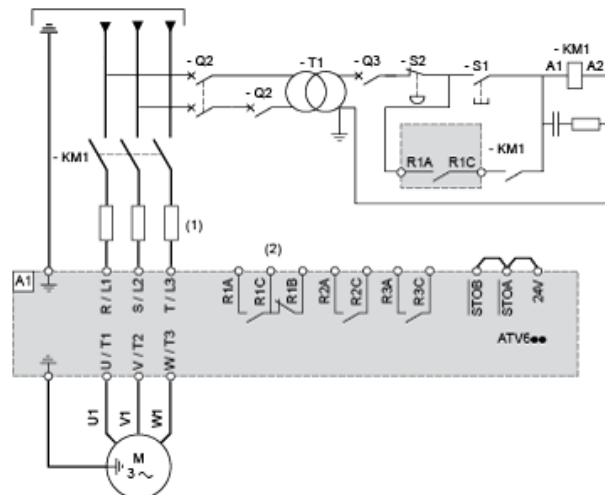 - Q2
- T1
- Q3
- S2
- S1
- KM1
A1
A2
- Q2
- KM1
R1A
R1C
- KM1
(1)
(2)
A1
R / L1
S / L2
T / L3
R1A
R1C
R1B
R2A
R2C
R3A
R3C
STOB
STOA
24V
ATV6●●
U / T1
V / T2
W / T3
U1
V1
W1
M
3 ~